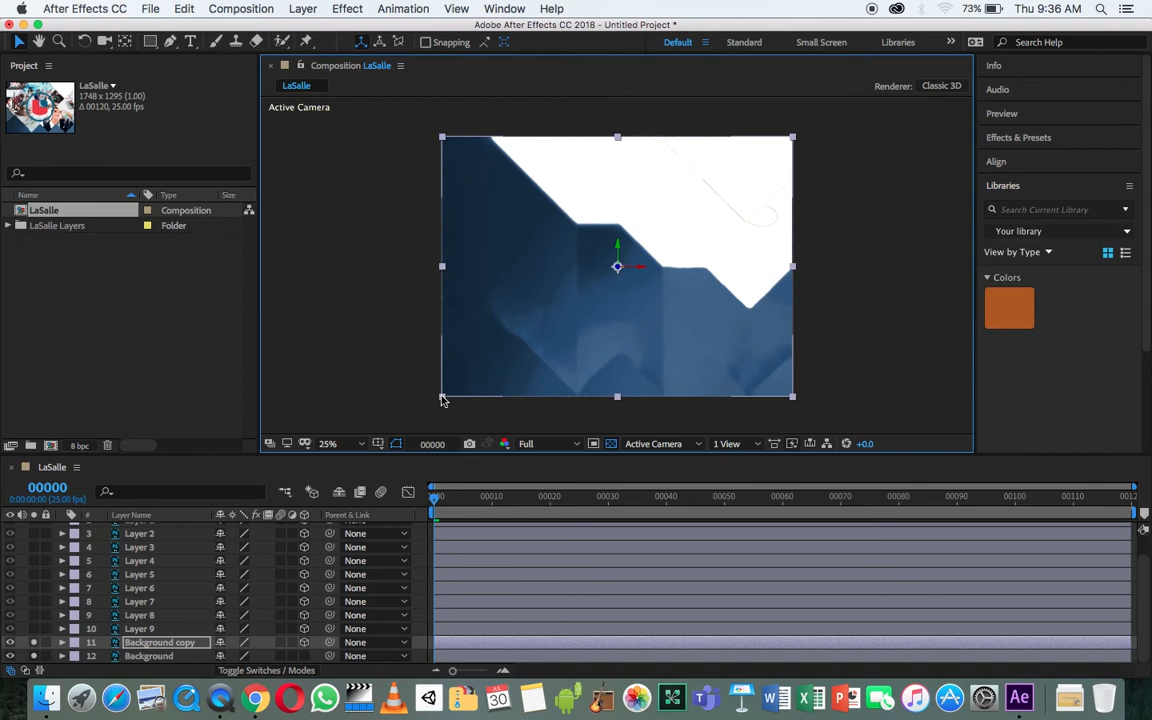 After Effects CC File Edit Composition Layer Effect Animation View Window Help 73% Thu 9:36 AM
Adobe After Effects CC 2018 - Untitled Project *
Snapping Default Standard Small Screen Libraries Search Help
Project
LaSalle
1748 x 1295 (1.00)
Δ 00120, 25.00 fps
Name Type Size
LaSalle Composition
LaSalle Layers Folder
8 bpc
Composition LaSalle
LaSalle Renderer: Classic 3D
Active Camera
25% 00000 Full Active Camera 1 View +0.0
Info
Audio
Preview
Effects & Presets
Align
Libraries
Search Current Library
Your library
View by Type
Colors
LaSalle
00000
0:00:00:00 (25.00 fps)
00010 00020 00030 00040 00050 00060 00070 00080 00090 00100 00110 0012
# Layer Name Parent & Link
3 Layer 2 None
4 Layer 3 None
5 Layer 4 None
6 Layer 5 None
7 Layer 6 None
8 Layer 7 None
9 Layer 8 None
10 Layer 9 None
11 Background copy None
12 Background None
Toggle Switches / Modes